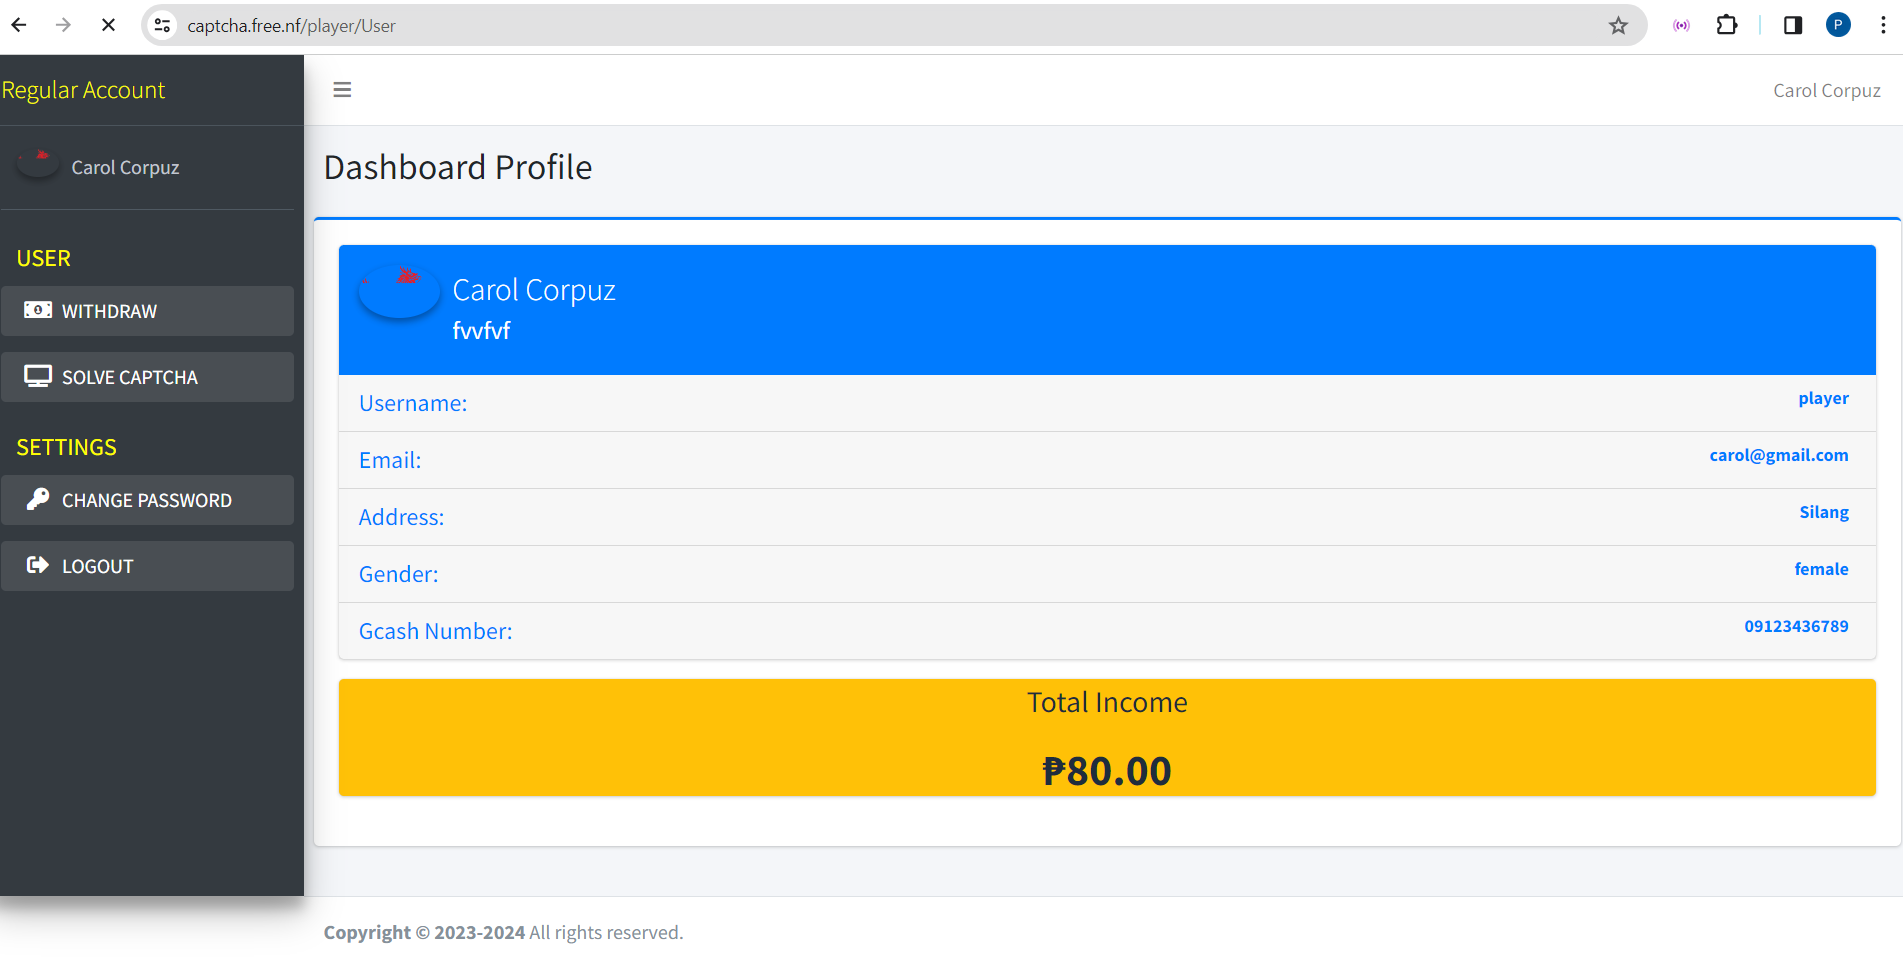 captcha.free.nf/player/User
P
Regular Account
Carol Corpuz
Carol Corpuz
USER
WITHDRAW
SOLVE CAPTCHA
SETTINGS
CHANGE PASSWORD
LOGOUT
Dashboard Profile
Carol Corpuz
fvvfvf
Username: player
Email: carol@gmail.com
Address: Silang
Gender: female
Gcash Number: 09123436789
Total Income
₱80.00
Copyright © 2023-2024 All rights reserved.